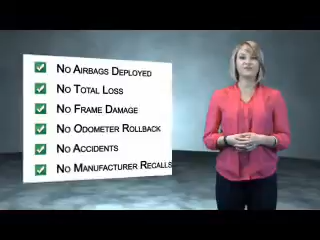 No Airbags Deployed
No Total Loss
No Frame Damage
No Odometer Rollback
No Accidents
No Manufacturer Recalls